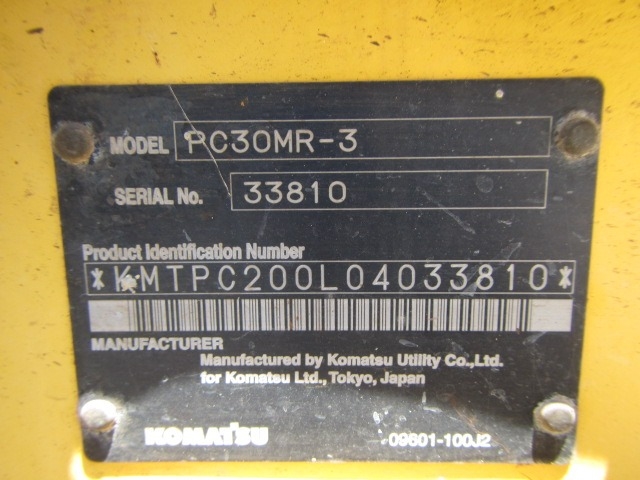 MODEL PC30MR-3
SERIAL No. 33810
Product Identification Number
*KMTPC200L04033810*
MANUFACTURER
Manufactured by Komatsu Utility Co.,Ltd.
for Komatsu Ltd.,Tokyo, Japan
KOMATSU 09601-100J2